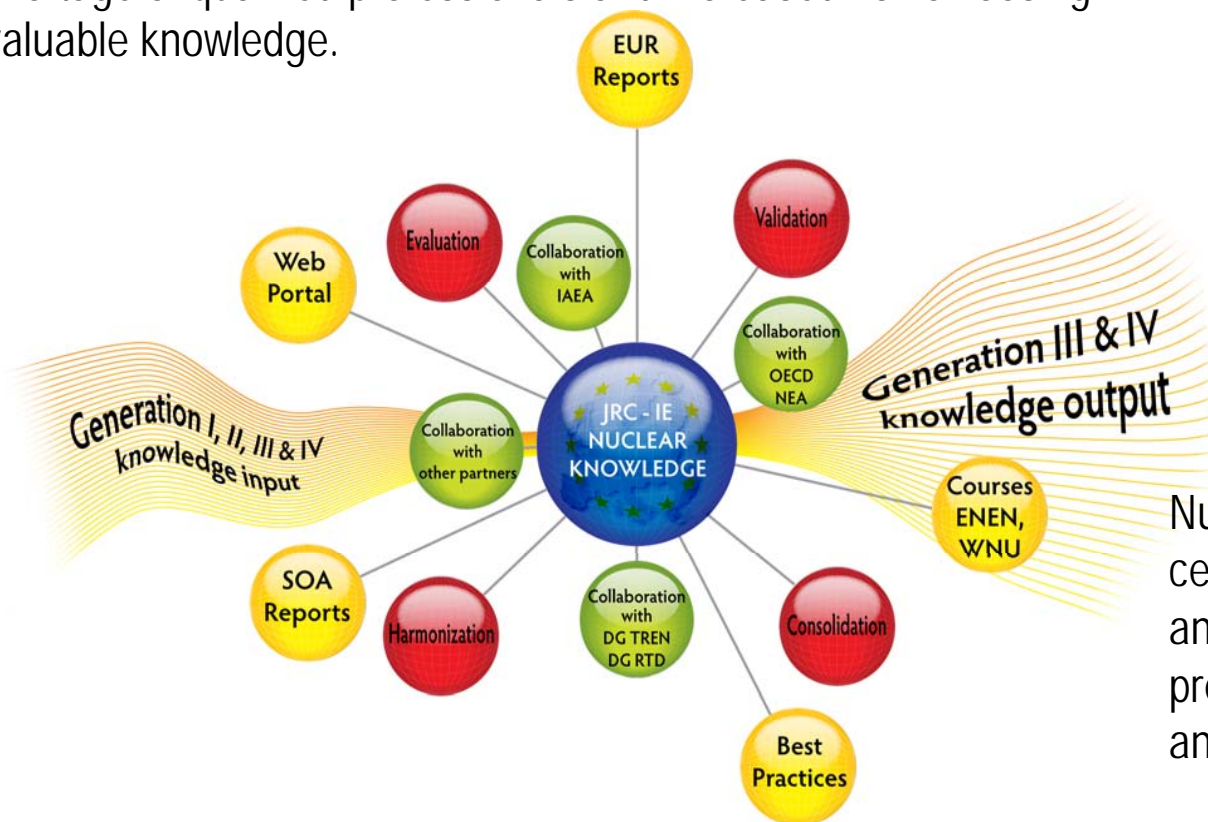 valuable knowledge.
EUR
Reports
Validation
Evaluation
Collaboration
with
IAEA
Web
Portal
Collaboration
with
OECD
NEA
Generation III & IV
knowledge output
Generation I, II, III & IV
knowledge input
Collaboration
with
other partners
JRC - IE
NUCLEAR
KNOWLEDGE
Courses
ENEN,
WNU
SOA
Reports
Harmonization
Collaboration
with
DG TREN
DG RTD
Consolidation
Best
Practices